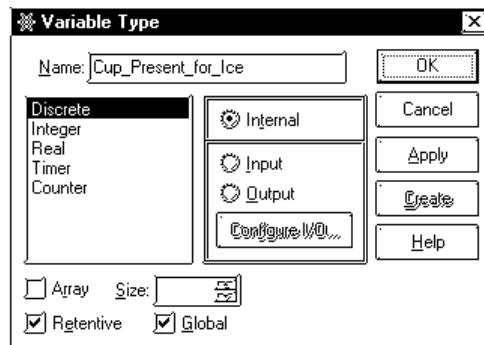 Variable Type
Name: Cup_Present_for_Ice
OK
Discrete
Integer
Real
Timer
Counter
Internal
Input
Output
Configure I/O...
Cancel
Apply
Create
Help
Array Size:
Retentive Global